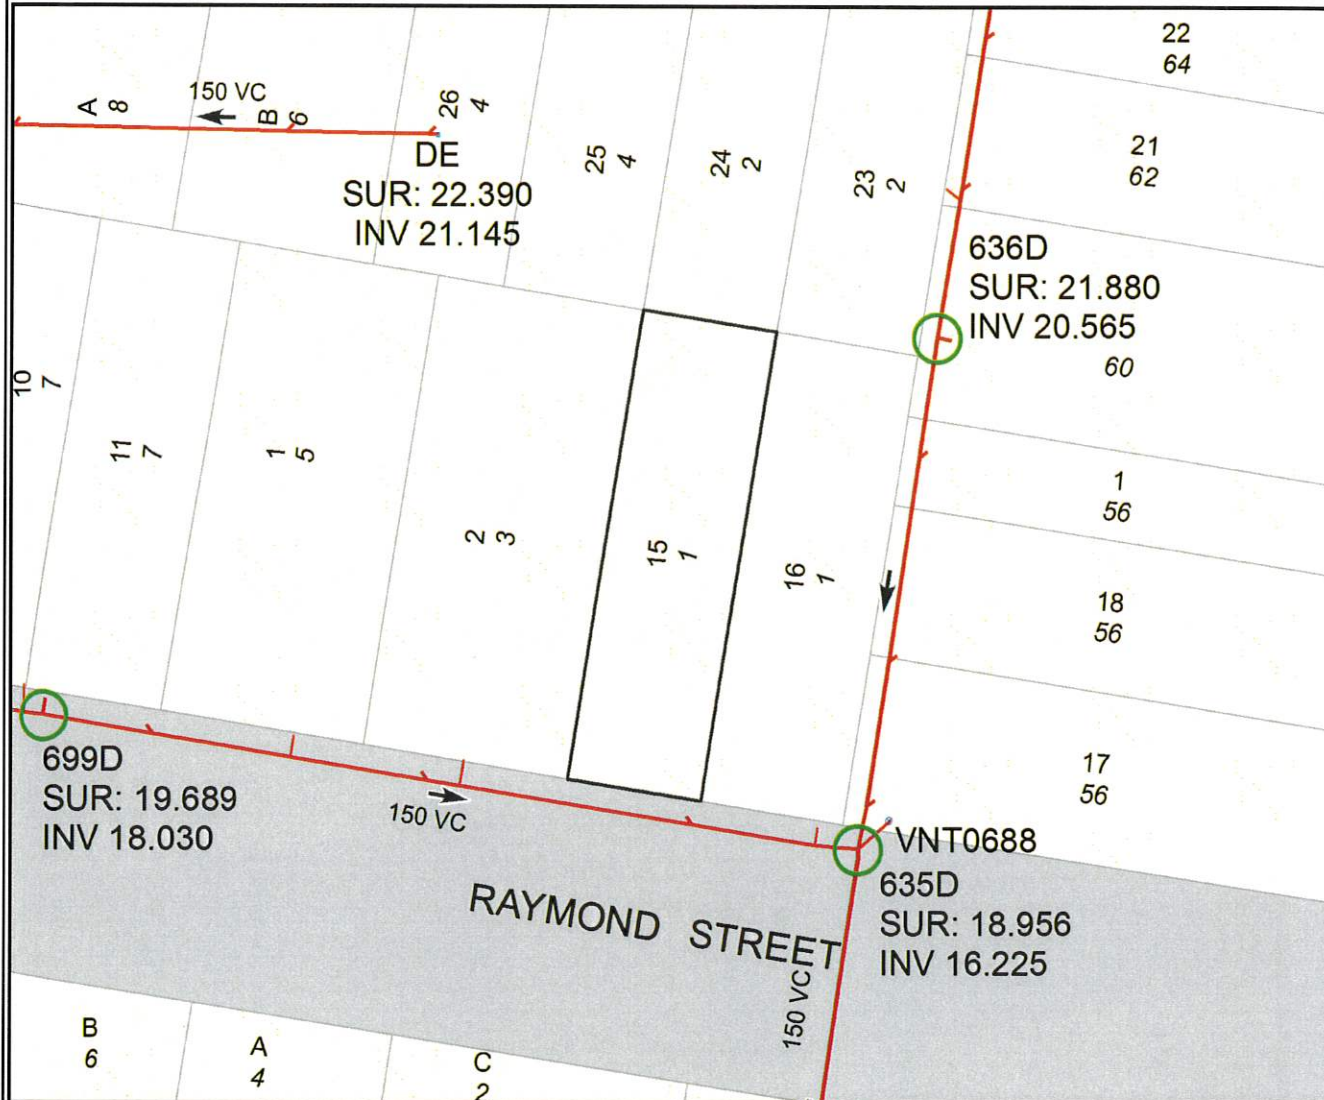 22
64
A
8
150 VC
B
6
26
4
DE
SUR: 22.390
INV 21.145
25
4
24
2
23
2
21
62
636D
SUR: 21.880
INV 20.565
60
10
7
11
7
1
5
2
3
15
1
16
1
1
56
18
56
17
56
699D
SUR: 19.689
INV 18.030
150 VC
VNT0688
635D
SUR: 18.956
INV 16.225
RAYMOND STREET
150 VC
B
6
A
4
C
2